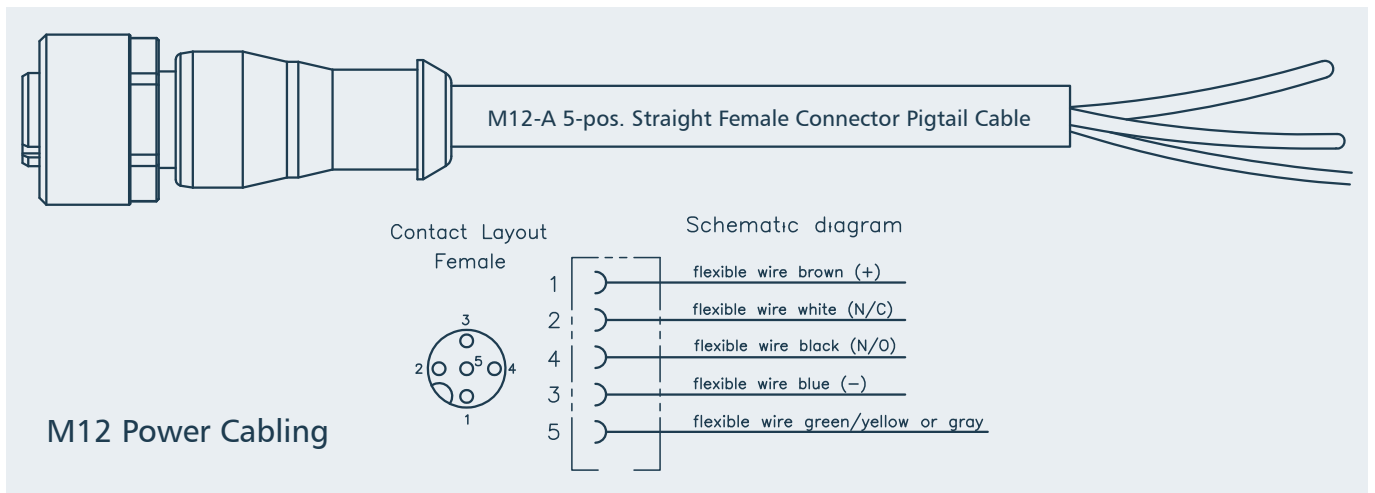 M12-A 5-pos. Straight Female Connector Pigtail Cable
Contact Layout
Female
3
2
5
4
1
Schematic diagram
1 flexible wire brown (+)
2 flexible wire white (N/C)
4 flexible wire black (N/O)
3 flexible wire blue (−)
5 flexible wire green/yellow or gray
M12 Power Cabling